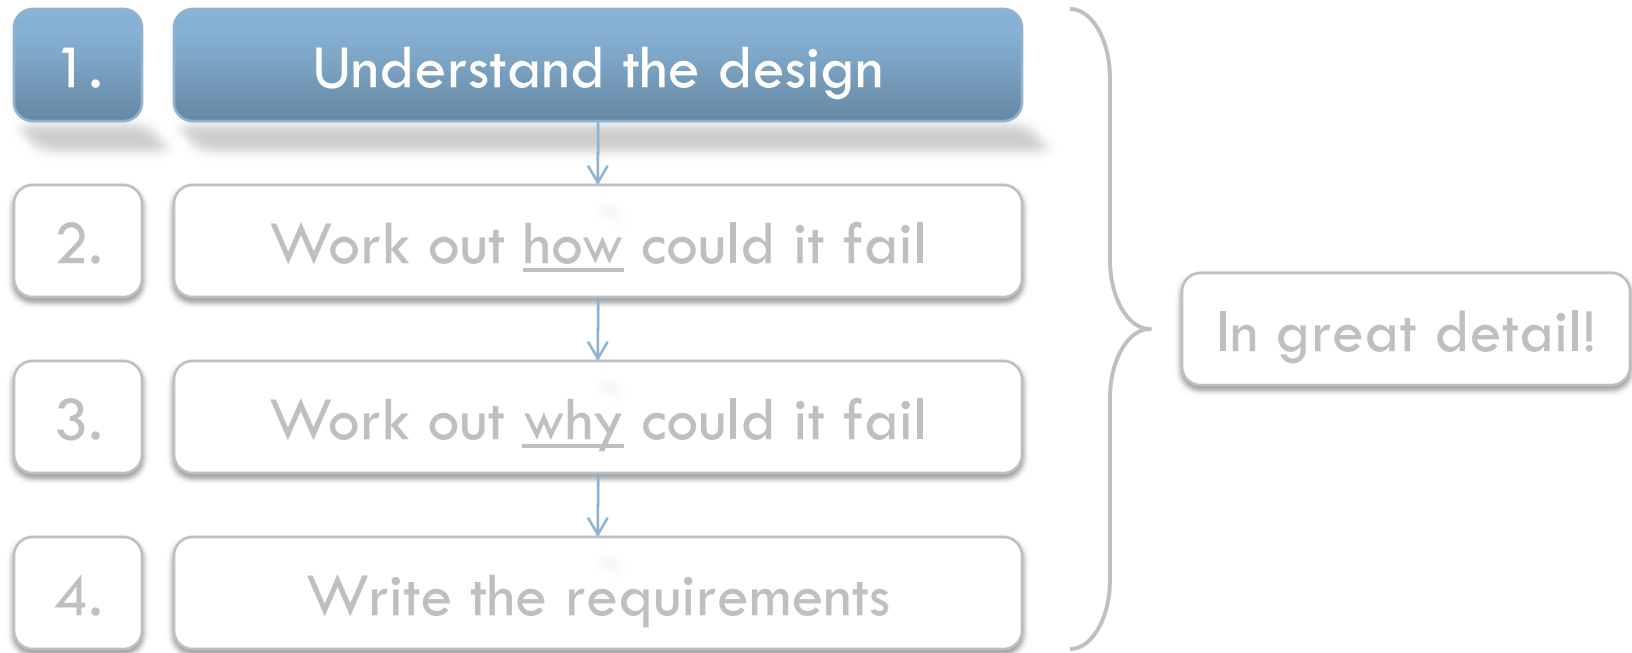 1. Understand the design
2. Work out how could it fail
3. Work out why could it fail
4. Write the requirements
In great detail!